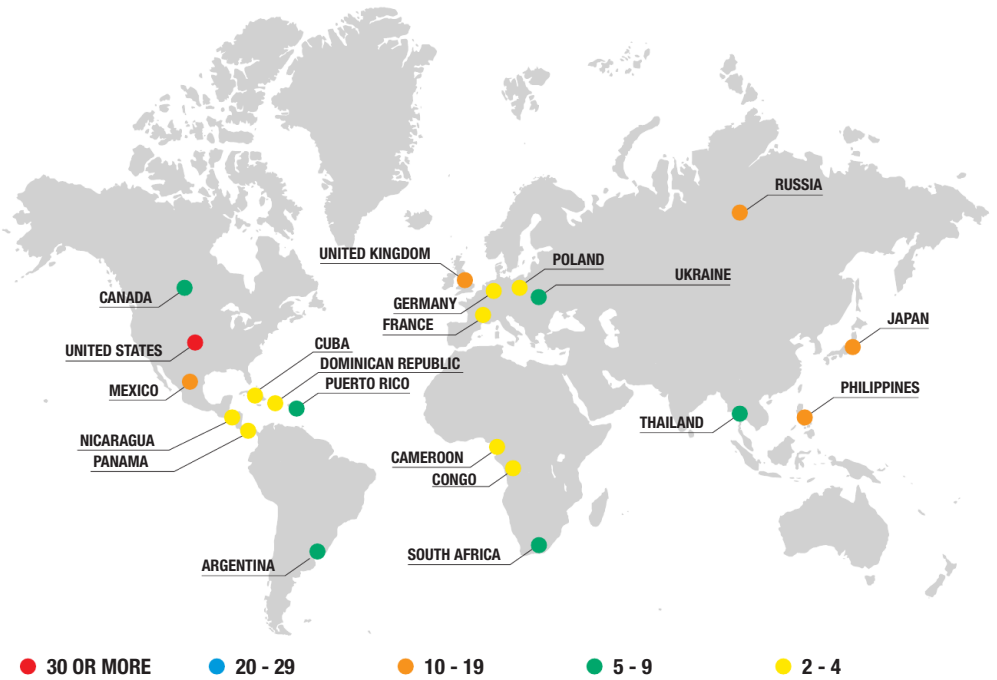 RUSSIA
UNITED KINGDOM
POLAND
UKRAINE
CANADA
GERMANY
FRANCE
JAPAN
UNITED STATES
CUBA
DOMINICAN REPUBLIC
MEXICO
PUERTO RICO
PHILIPPINES
THAILAND
NICARAGUA
PANAMA
CAMEROON
CONGO
SOUTH AFRICA
ARGENTINA
30 OR MORE
20 - 29
10 - 19
5 - 9
2 - 4